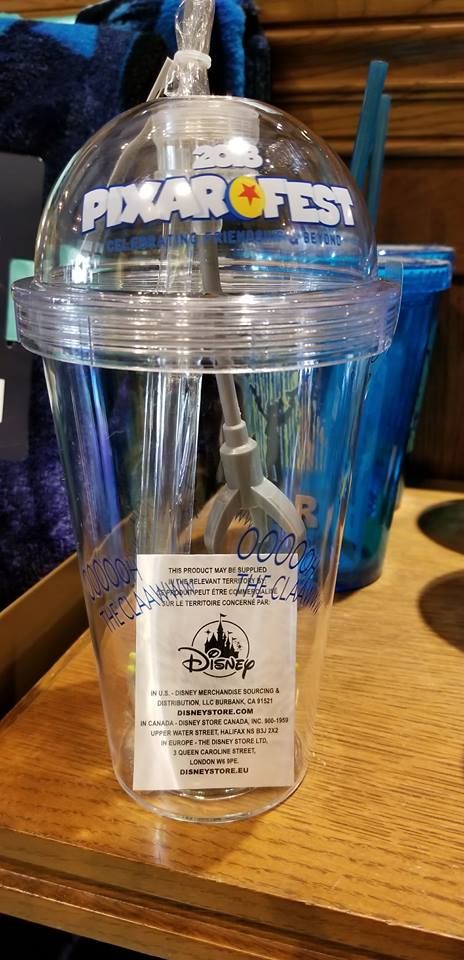 2018
PIXAR FEST
CELEBRATING FRIENDSHIP & BEYOND
OOOOOH
THE CLAAWW
OOOOOH
THE CLAAWW
THIS PRODUCT MAY BE SUPPLIED
IN THE RELEVANT TERRITORY BY
CE PRODUIT PEUT ÊTRE COMMERCIALISÉ
SUR LE TERRITOIRE CONCERNÉ PAR:
Disney
IN U.S. - DISNEY MERCHANDISE SOURCING &
DISTRIBUTION, LLC BURBANK, CA 91521
DISNEYSTORE.COM
IN CANADA - DISNEY STORE CANADA, INC. 900-1959
UPPER WATER STREET, HALIFAX NS B3J 2X2
IN EUROPE - THE DISNEY STORE LTD,
3 QUEEN CAROLINE STREET,
LONDON W6 9PE.
DISNEYSTORE.EU